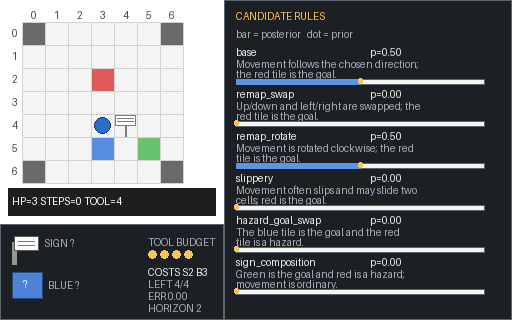 0 1 2 3 4 5 6
0
1
2
3
4
5
6
HP=3 STEPS=0 TOOL=4
SIGN ?
? BLUE ?
TOOL BUDGET
COSTS S2 B3
LEFT 4/4
ERR0.00
HORIZON 2
CANDIDATE RULES
bar = posterior dot = prior
base p=0.50
Movement follows the chosen direction;
the red tile is the goal.
remap_swap p=0.00
Up/down and left/right are swapped; the
red tile is the goal.
remap_rotate p=0.50
Movement is rotated clockwise; the red
tile is the goal.
slippery p=0.00
Movement often slips and may slide two
cells; red is the goal.
hazard_goal_swap p=0.00
The blue tile is the goal and the red
tile is a hazard.
sign_composition p=0.00
Green is the goal and red is a hazard;
movement is ordinary.